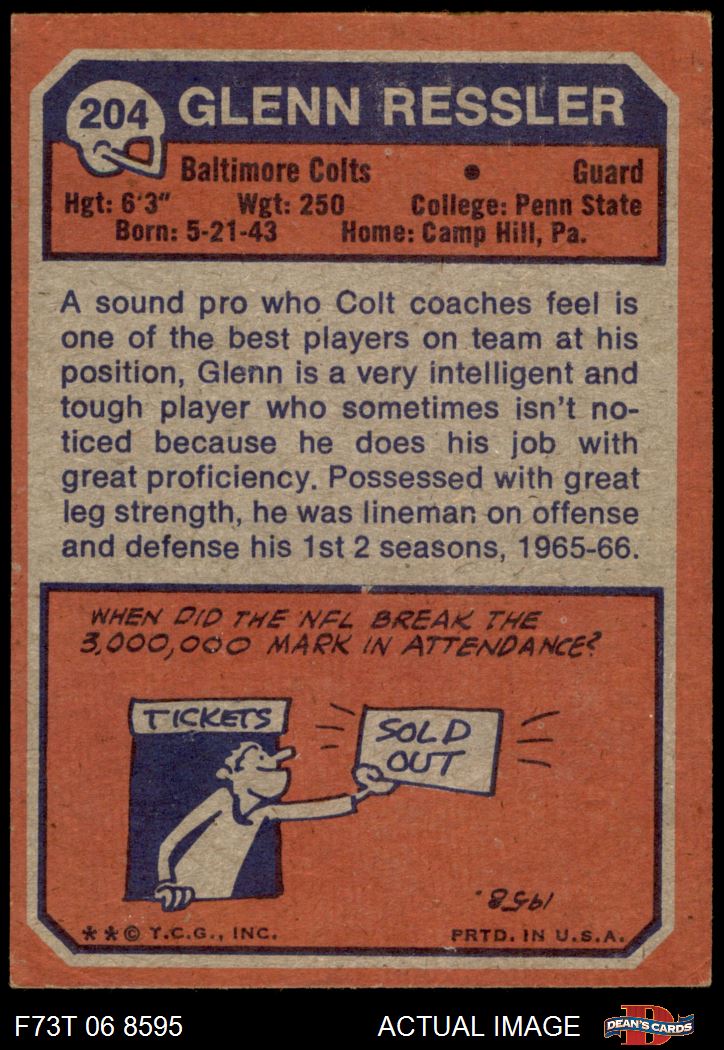 204 GLENN RESSLER
Baltimore Colts • Guard
Hgt: 6'3" Wgt: 250 College: Penn State
Born: 5-21-43 Home: Camp Hill, Pa.
A sound pro who Colt coaches feel is
one of the best players on team at his
position, Glenn is a very intelligent and
tough player who sometimes isn't no-
ticed because he does his job with
great proficiency. Possessed with great
leg strength, he was lineman on offense
and defense his 1st 2 seasons, 1965-66.
WHEN DID THE NFL BREAK THE
3,000,000 MARK IN ATTENDANCE?
TICKETS
SOLD
OUT
1958.
**© T.C.G., INC. PRTD. IN U.S.A.
F73T 06 8595 ACTUAL IMAGE
D
DEAN'S CARDS